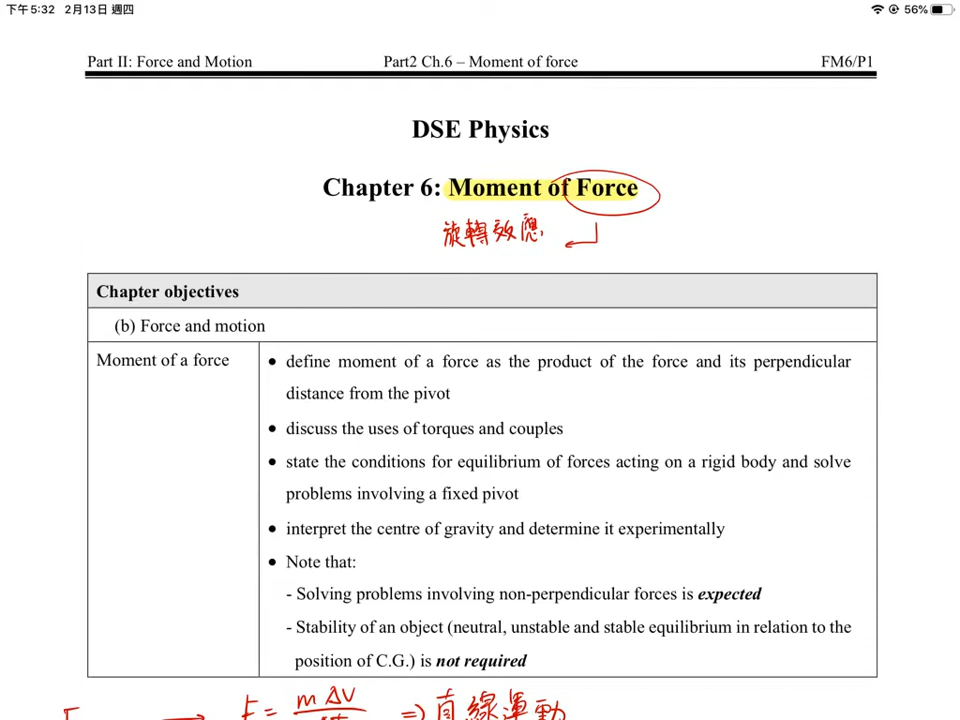 下午5:32 2月13日 週四 56%
Part II: Force and Motion Part2 Ch.6 – Moment of force FM6/P1
DSE Physics
Chapter 6: Moment of Force
旋轉效應
Chapter objectives
(b) Force and motion
Moment of a force
• define moment of a force as the product of the force and its perpendicular
distance from the pivot
• discuss the uses of torques and couples
• state the conditions for equilibrium of forces acting on a rigid body and solve
problems involving a fixed pivot
• interpret the centre of gravity and determine it experimentally
• Note that:
- Solving problems involving non-perpendicular forces is expected
- Stability of an object (neutral, unstable and stable equilibrium in relation to the
position of C.G.) is not required
F = m ΔV ⇒ 直線運動